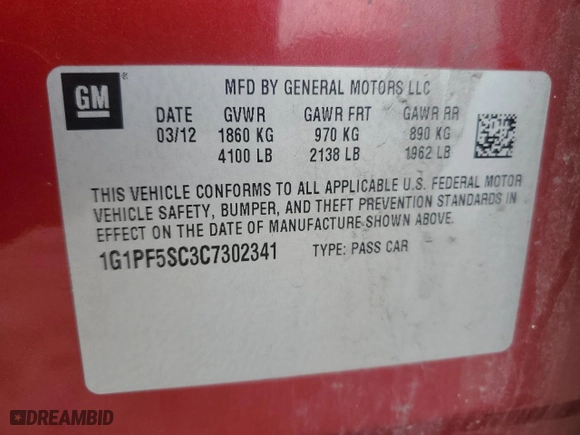 GM ®
MFD BY GENERAL MOTORS LLC
DATE GVWR GAWR FRT GAWR RR
03/12 1860 KG 970 KG 890 KG
4100 LB 2138 LB 1962 LB
THIS VEHICLE CONFORMS TO ALL APPLICABLE U.S. FEDERAL MOTOR
VEHICLE SAFETY, BUMPER, AND THEFT PREVENTION STANDARDS IN
EFFECT ON THE DATE OF MANUFACTURE SHOWN ABOVE.
1G1PF5SC3C7302341 TYPE: PASS CAR
DREAMBID